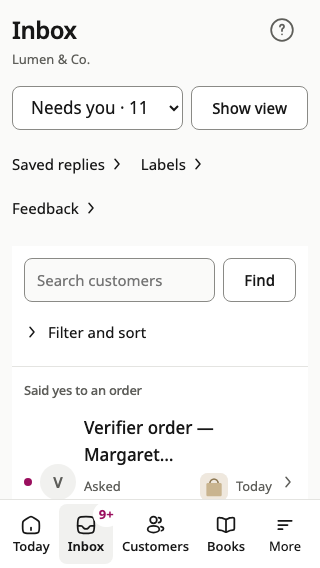 Inbox
Lumen & Co.
Needs you · 11
Show view
Saved replies
Labels
Feedback
Search customers
Find
Filter and sort
Said yes to an order
Verifier order —
Margaret...
V
Asked
Today
9+
Today
Inbox
Customers
Books
More